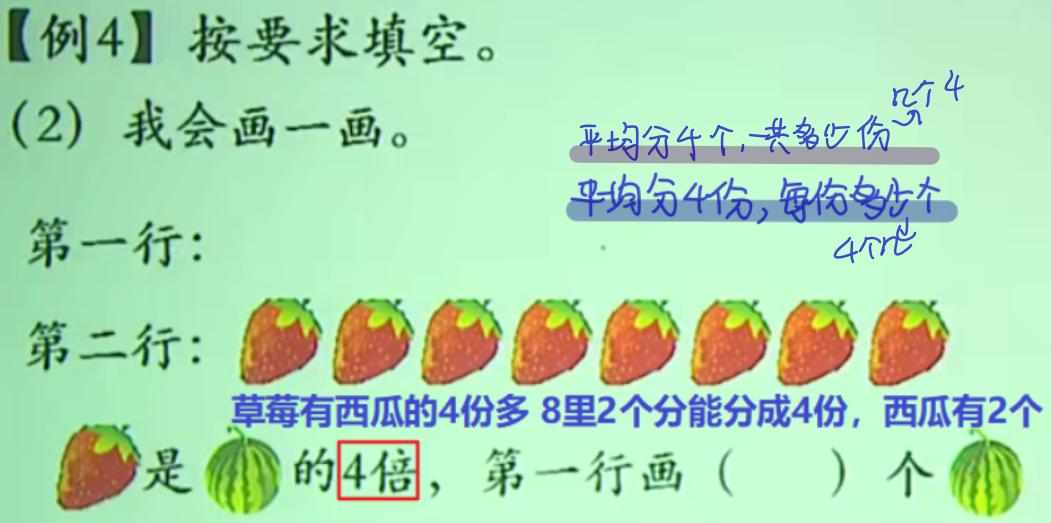 【例4】按要求填空。
(2) 我会画一画。
几个4
平均分4个,一共多少份
平均分4份,每份多少个
4个几
第一行:
第二行:
草莓有西瓜的4份多 8里2个分能分成4份，西瓜有2个
是 的4倍，第一行画( )个